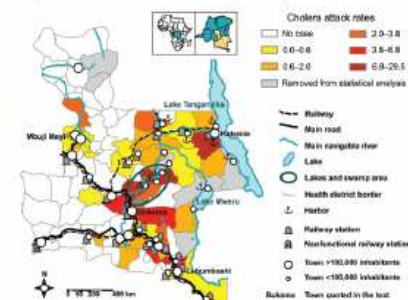 Cholera attack rates
No case
0.0–0.6
0.6–2.0
2.0–3.8
3.8–6.8
6.8–29.5
Removed from statistical analysis
Railway
Main road
Main navigable river
Lake
Lakes and swamp area
Health district border
Harbor
Railway station
Nonfunctional railway station
Town >100,000 inhabitants
Town <100,000 inhabitants
Bukama Town quoted in the text
Lake Tanganyika
Mbuji Mayi
Kalemie
Lake Mweru
Bukama
Lubumbashi
N